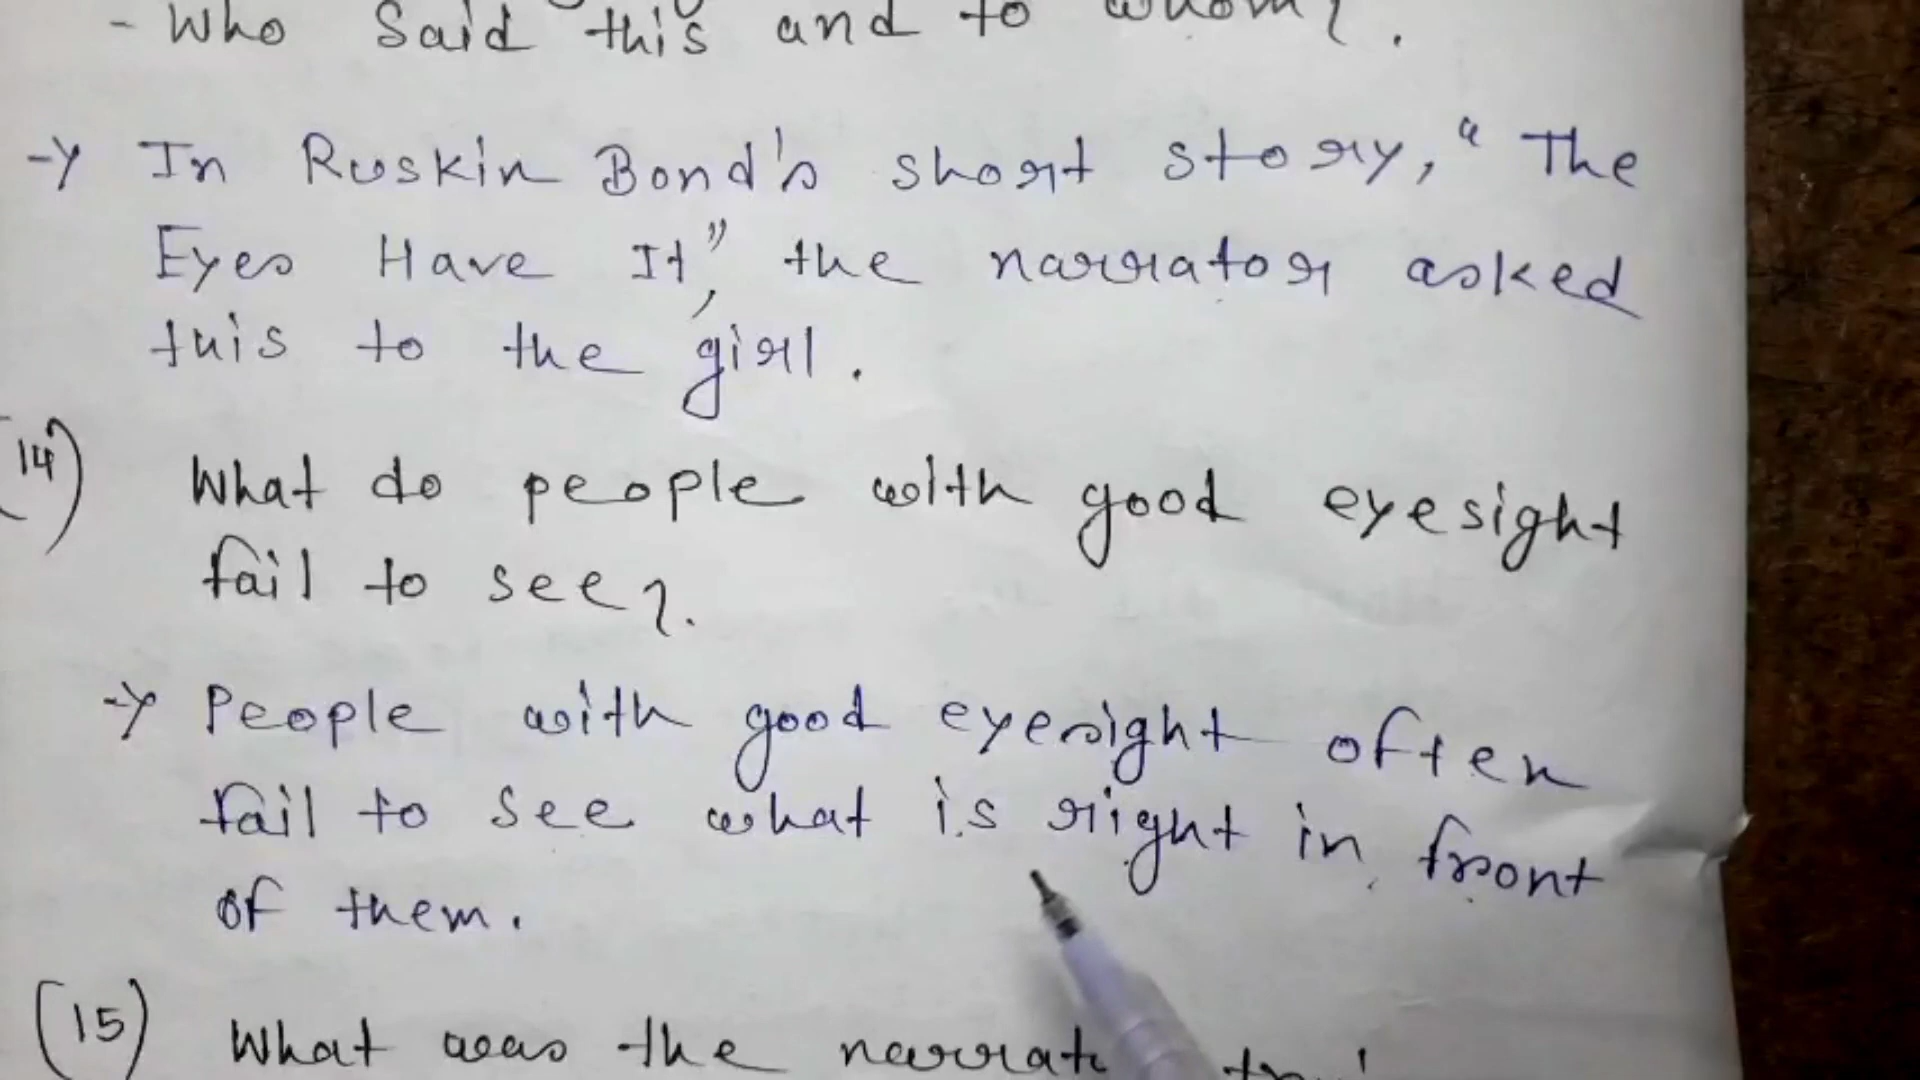 - Who Said this and to whom?.
→ In Ruskin Bond's short story, "The
Eyes Have It", the narrator asked
this to the girl.
(14) What do people with good eyesight
fail to see?.
→ People with good eyesight often
fail to see what is right in front
of them.
(15) What was the